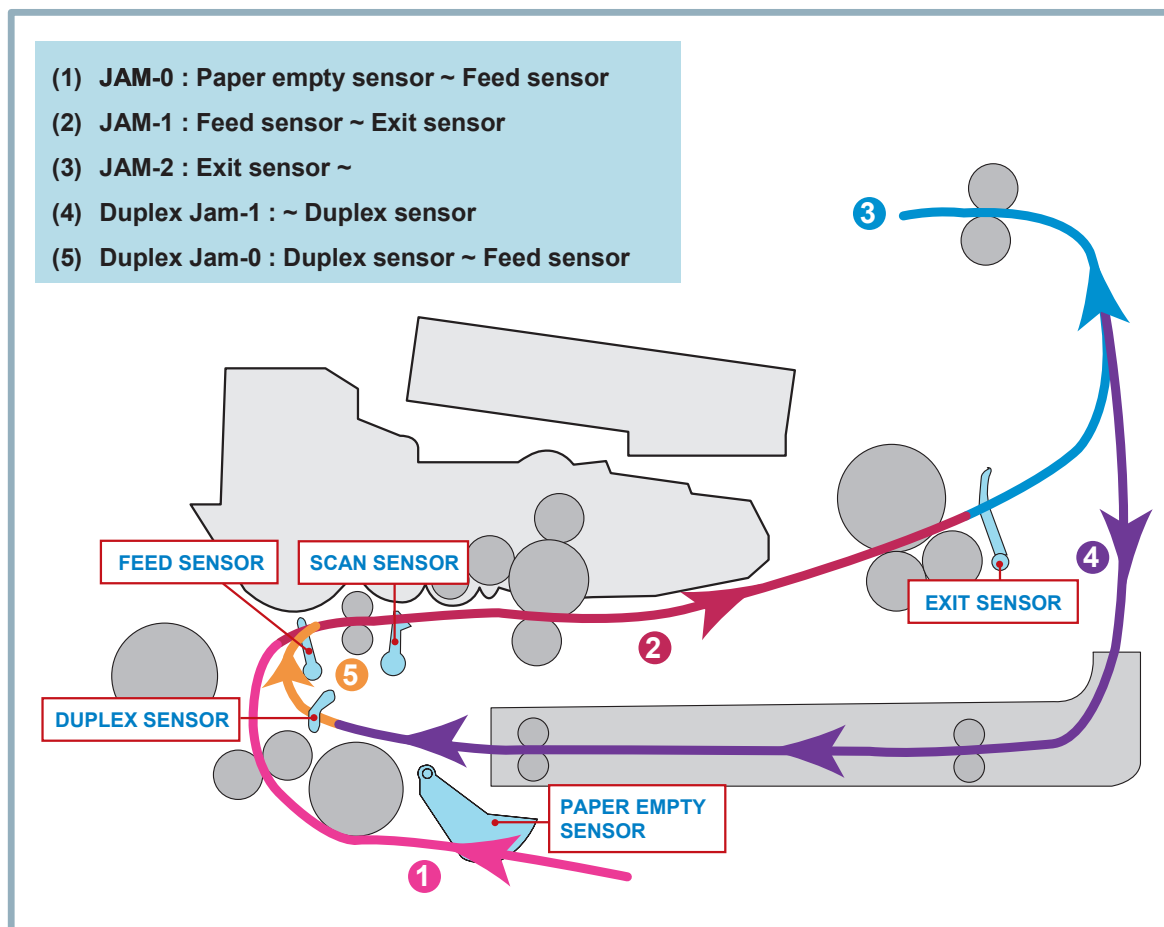 (1) JAM-0 : Paper empty sensor ~ Feed sensor
(2) JAM-1 : Feed sensor ~ Exit sensor
(3) JAM-2 : Exit sensor ~
(4) Duplex Jam-1 : ~ Duplex sensor
(5) Duplex Jam-0 : Duplex sensor ~ Feed sensor
3
FEED SENSOR
SCAN SENSOR
4
EXIT SENSOR
2
5
DUPLEX SENSOR
PAPER EMPTY
SENSOR
1